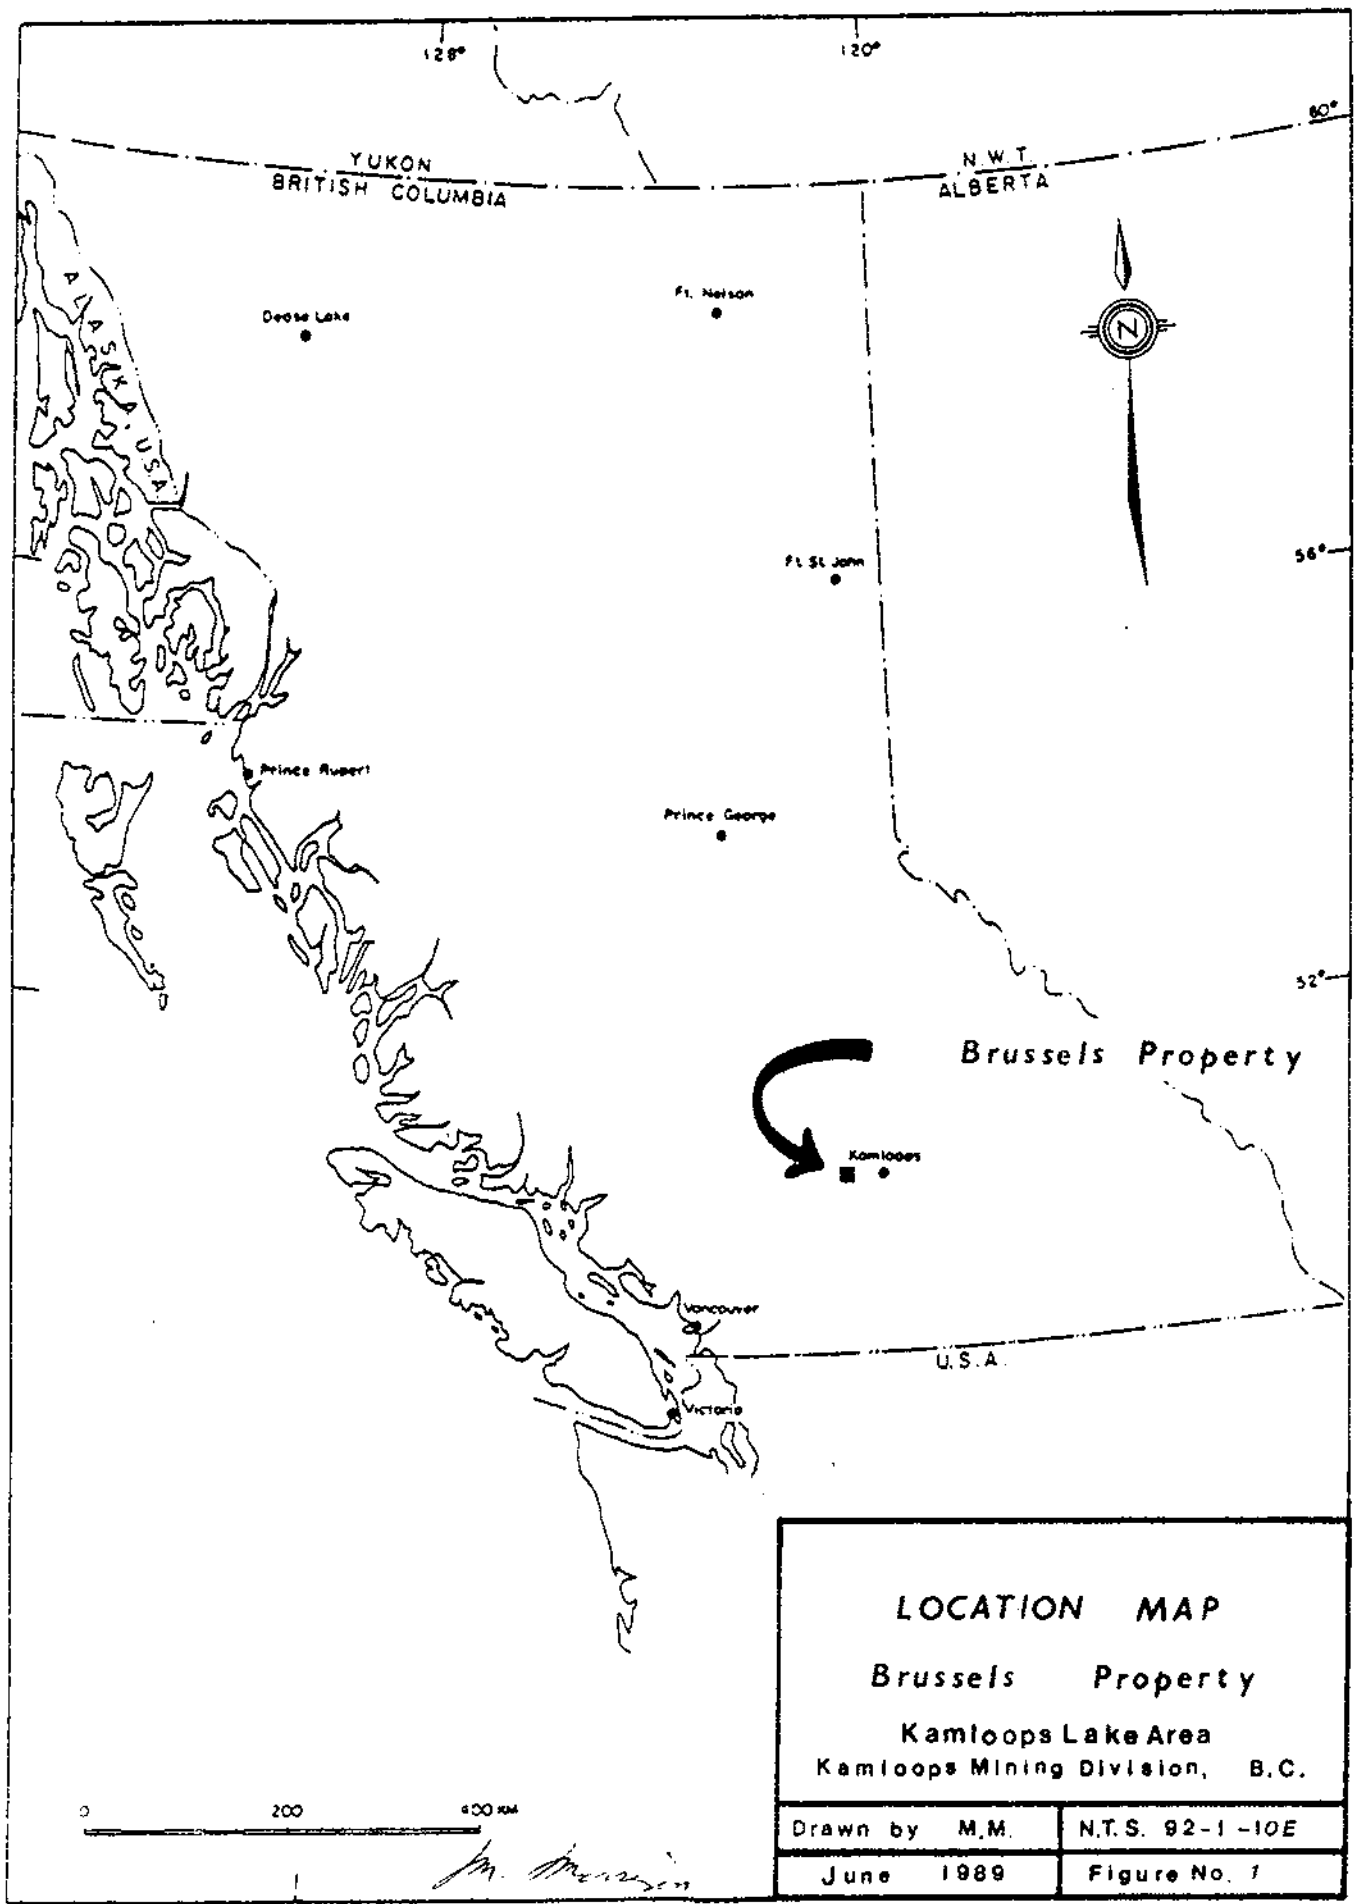 128°
120°
60°
YUKON
BRITISH COLUMBIA
N.W.T.
ALBERTA
ALASKA, USA
Dease Lake
Ft. Nelson
N
Ft. St. John
56°
Prince Rupert
Prince George
52°
Brussels Property
Kamloops
Vancouver
U.S.A.
Victoria
LOCATION MAP
Brussels Property
Kamloops Lake Area
Kamloops Mining Division, B.C.
0 200 400 KM
Drawn by M.M.
N.T.S. 92-1-10E
June 1989
Figure No. 1